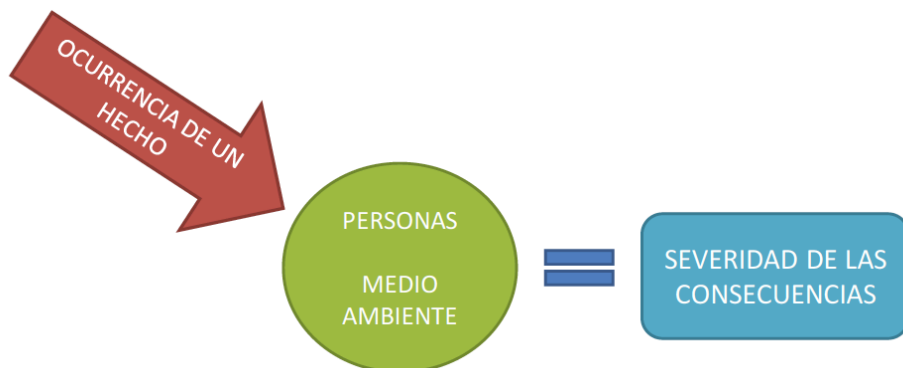 OCURRENCIA DE UN
HECHO
PERSONAS
MEDIO
AMBIENTE
SEVERIDAD DE LAS
CONSECUENCIAS